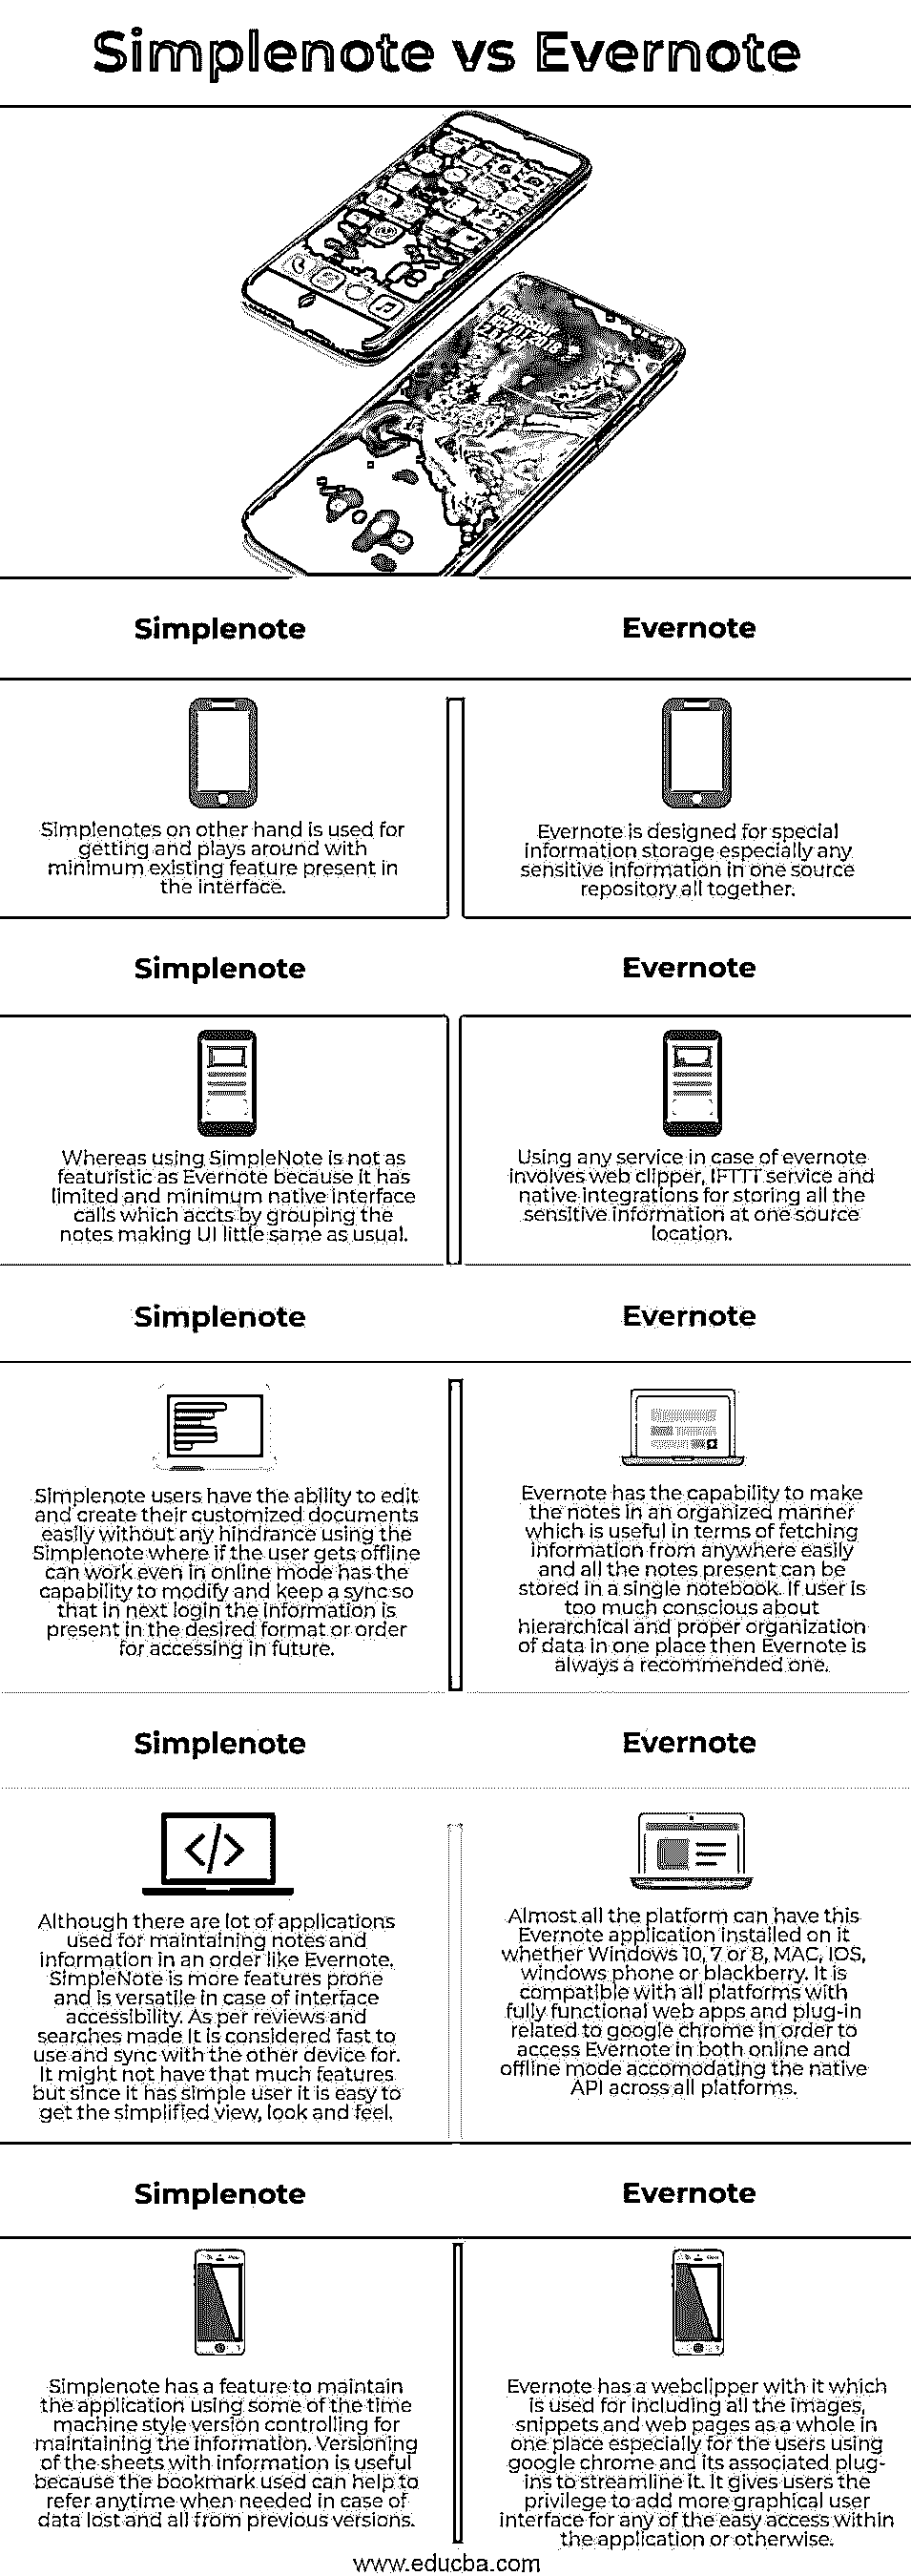 Simplenote vs Evernote
Thursday
2018
Simplenote
Evernote
Simplenotes on other hand is used for
getting and plays around with
minimum existing feature present in
the interface.
Evernote is designed for special
information storage especially any
sensitive information in one source
repository all together.
Simplenote
Evernote
Whereas using SimpleNote is not as
featuristic as Evernote because it has
limited and minimum native interface
calls which accts by grouping the
notes making UI little same as usual.
Using any service in case of evernote
involves web clipper, IFTTT service and
native integrations for storing all the
sensitive information at one source
location.
Simplenote
Evernote
Simplenote users have the ability to edit
and create their customized documents
easily without any hindrance using the
Simplenote where if the user gets offline
can work even in online mode has the
capability to modify and keep a sync so
that in next login the information is
present in the desired format or order
for accessing in future.
Evernote has the capability to make
the notes in an organized manner
which is useful in terms of fetching
information from anywhere easily
and all the notes present can be
stored in a single notebook. If user is
too much conscious about
hierarchical and proper organization
of data in one place then Evernote is
always a recommended one.
Simplenote
Evernote
Although there are lot of applications
used for maintaining notes and
information in an order like Evernote.
SimpleNote is more features prone
and is versatile in case of interface
accessibility. As per reviews and
searches made it is considered fast to
use and sync with the other device for.
It might not have that much features
but since it has simple user it is easy to
get the simplified view, look and feel.
Almost all the platform can have this
Evernote application installed on it
whether Windows 10, 7 or 8, MAC, IOS,
windows phone or blackberry. It is
compatible with all platforms with
fully functional web apps and plug-in
related to google chrome in order to
access Evernote in both online and
offline mode accomodating the native
API across all platforms.
Simplenote
Evernote
Simplenote has a feature to maintain
the application using some of the time
machine style version controlling for
maintaining the information. Versioning
of the sheets with information is useful
because the bookmark used can help to
refer anytime when needed in case of
data lost and all from previous versions.
Evernote has a webclipper with it which
is used for including all the images,
snippets and web pages as a whole in
one place especially for the users using
google chrome and its associated plug-
ins to streamline it. It gives users the
privilege to add more graphical user
interface for any of the easy access within
the application or otherwise.
www.educba.com